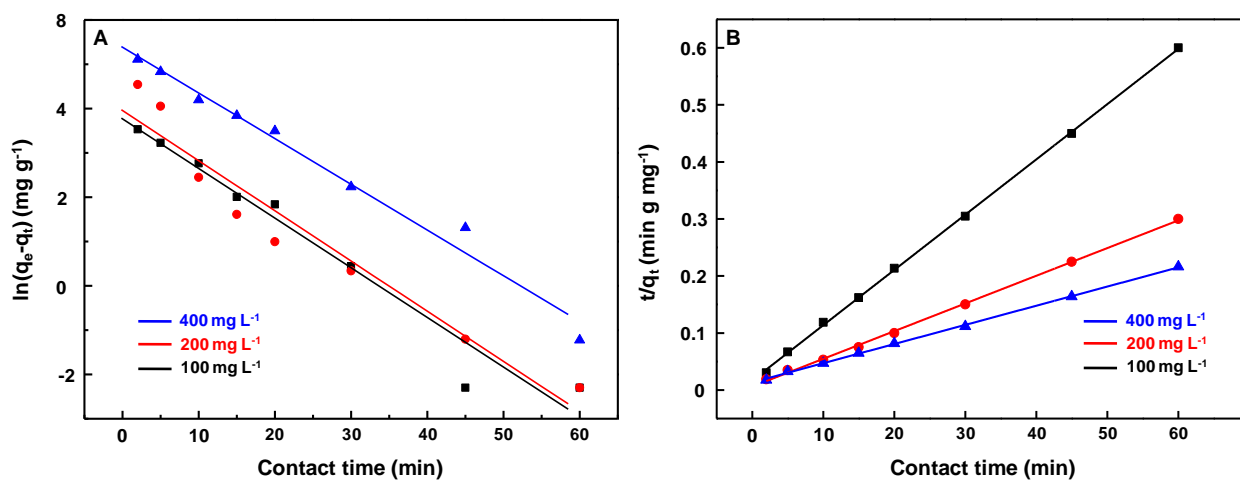 A
ln(qe-qt) (mg g-1)
8
6
4
2
0
-2
400 mg L-1
200 mg L-1
100 mg L-1
0 10 20 30 40 50 60
Contact time (min)
B
t/qt (min g mg-1)
0.6
0.5
0.4
0.3
0.2
0.1
0
400 mg L-1
200 mg L-1
100 mg L-1
0 10 20 30 40 50 60
Contact time (min)